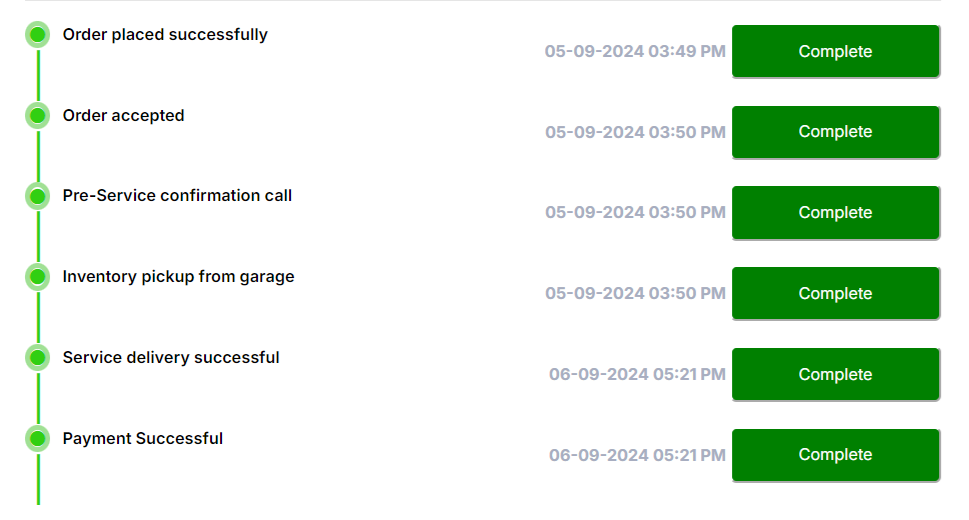 Order placed successfully
05-09-2024 03:49 PM
Complete
Order accepted
05-09-2024 03:50 PM
Complete
Pre-Service confirmation call
05-09-2024 03:50 PM
Complete
Inventory pickup from garage
05-09-2024 03:50 PM
Complete
Service delivery successful
06-09-2024 05:21 PM
Complete
Payment Successful
06-09-2024 05:21 PM
Complete